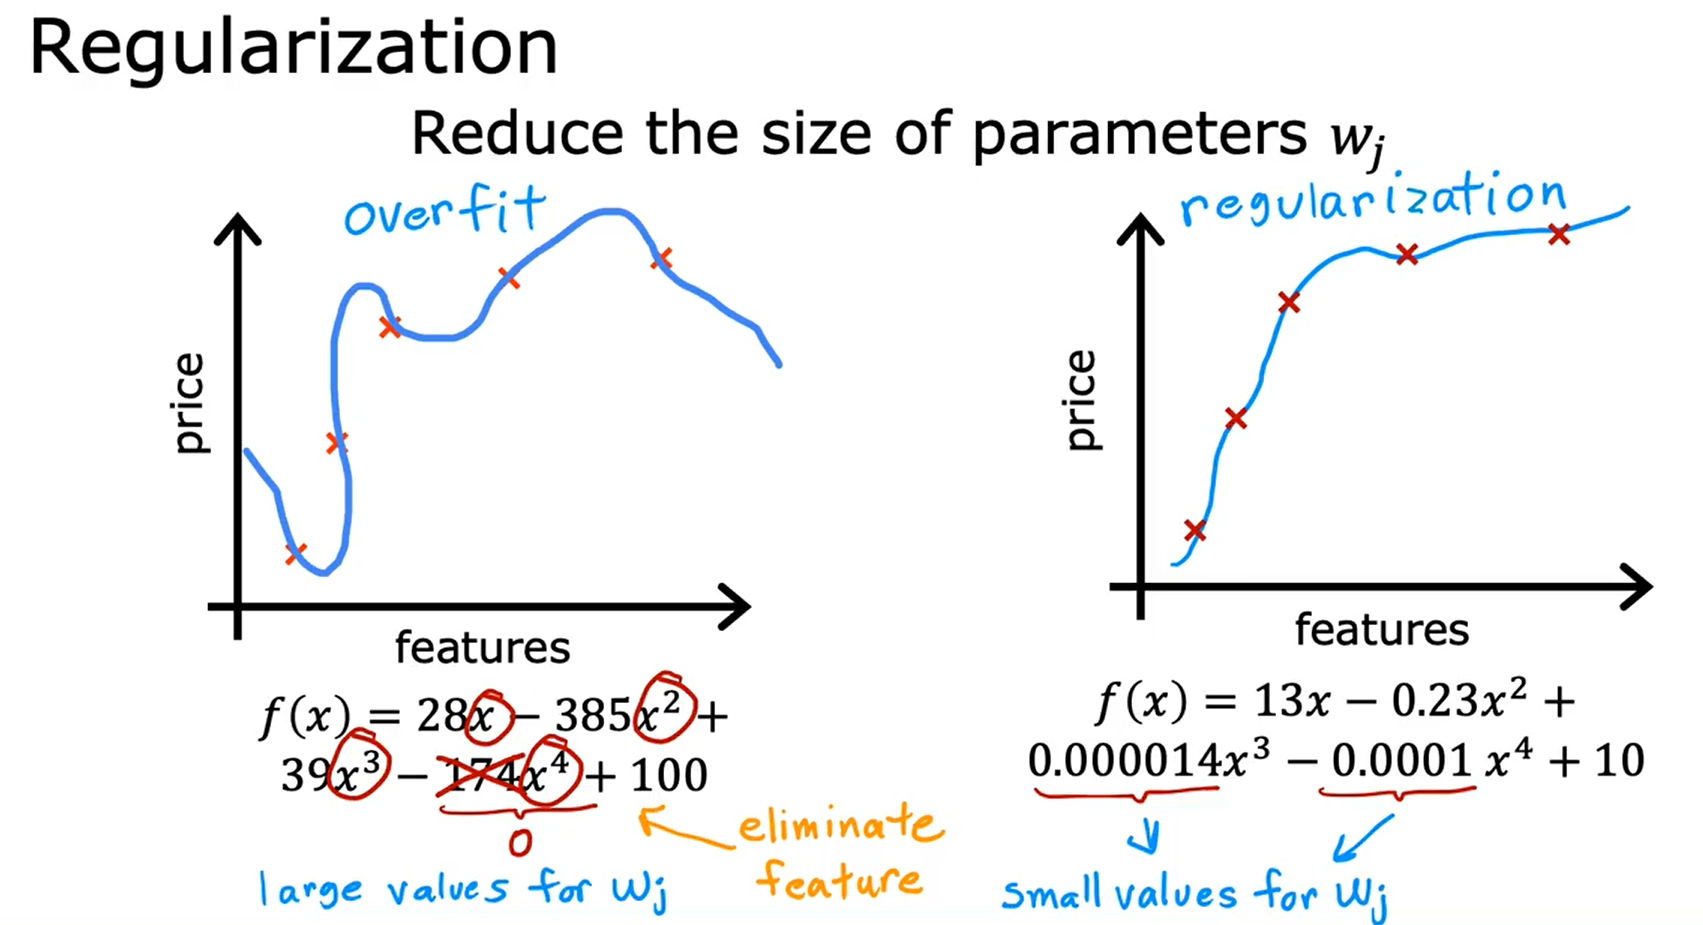 Regularization
Reduce the size of parameters wⱼ
overfit
price
features
f(x) = 28x − 385x² +
39x³ − 174x⁴ + 100
0
eliminate
feature
large values for wⱼ
regularization
price
features
f(x) = 13x − 0.23x² +
0.000014x³ − 0.0001 x⁴ + 10
small values for wⱼ